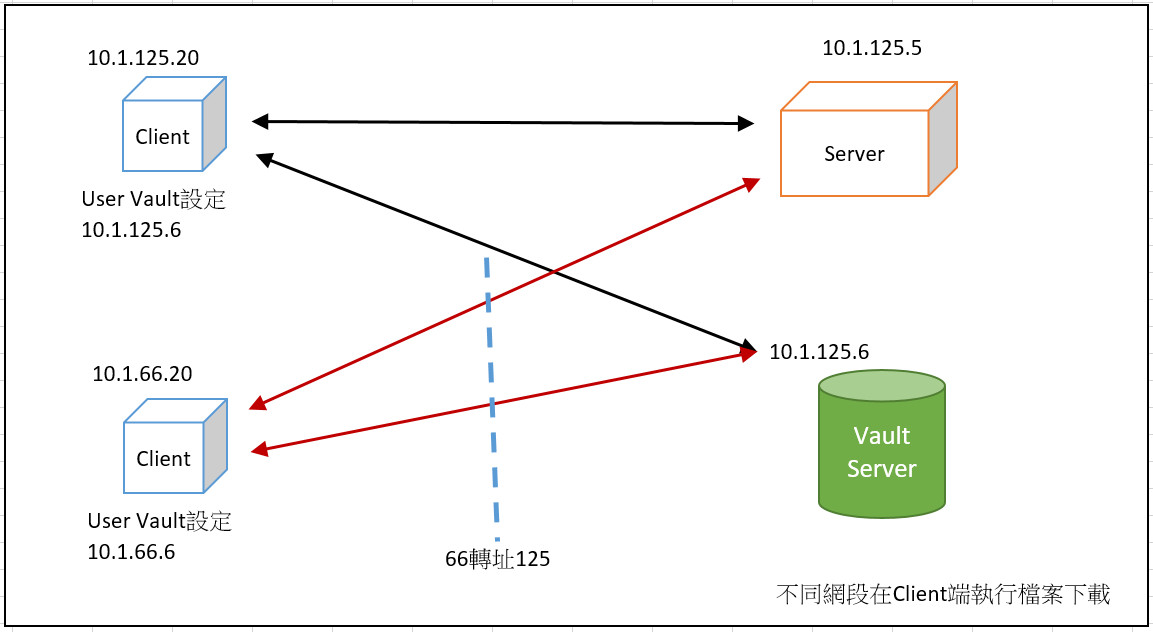 10.1.125.20
10.1.125.5
Client
Server
User Vault設定
10.1.125.6
10.1.125.6
10.1.66.20
Client
Vault
Server
User Vault設定
10.1.66.6
66轉址125
不同網段在Client端執行檔案下載